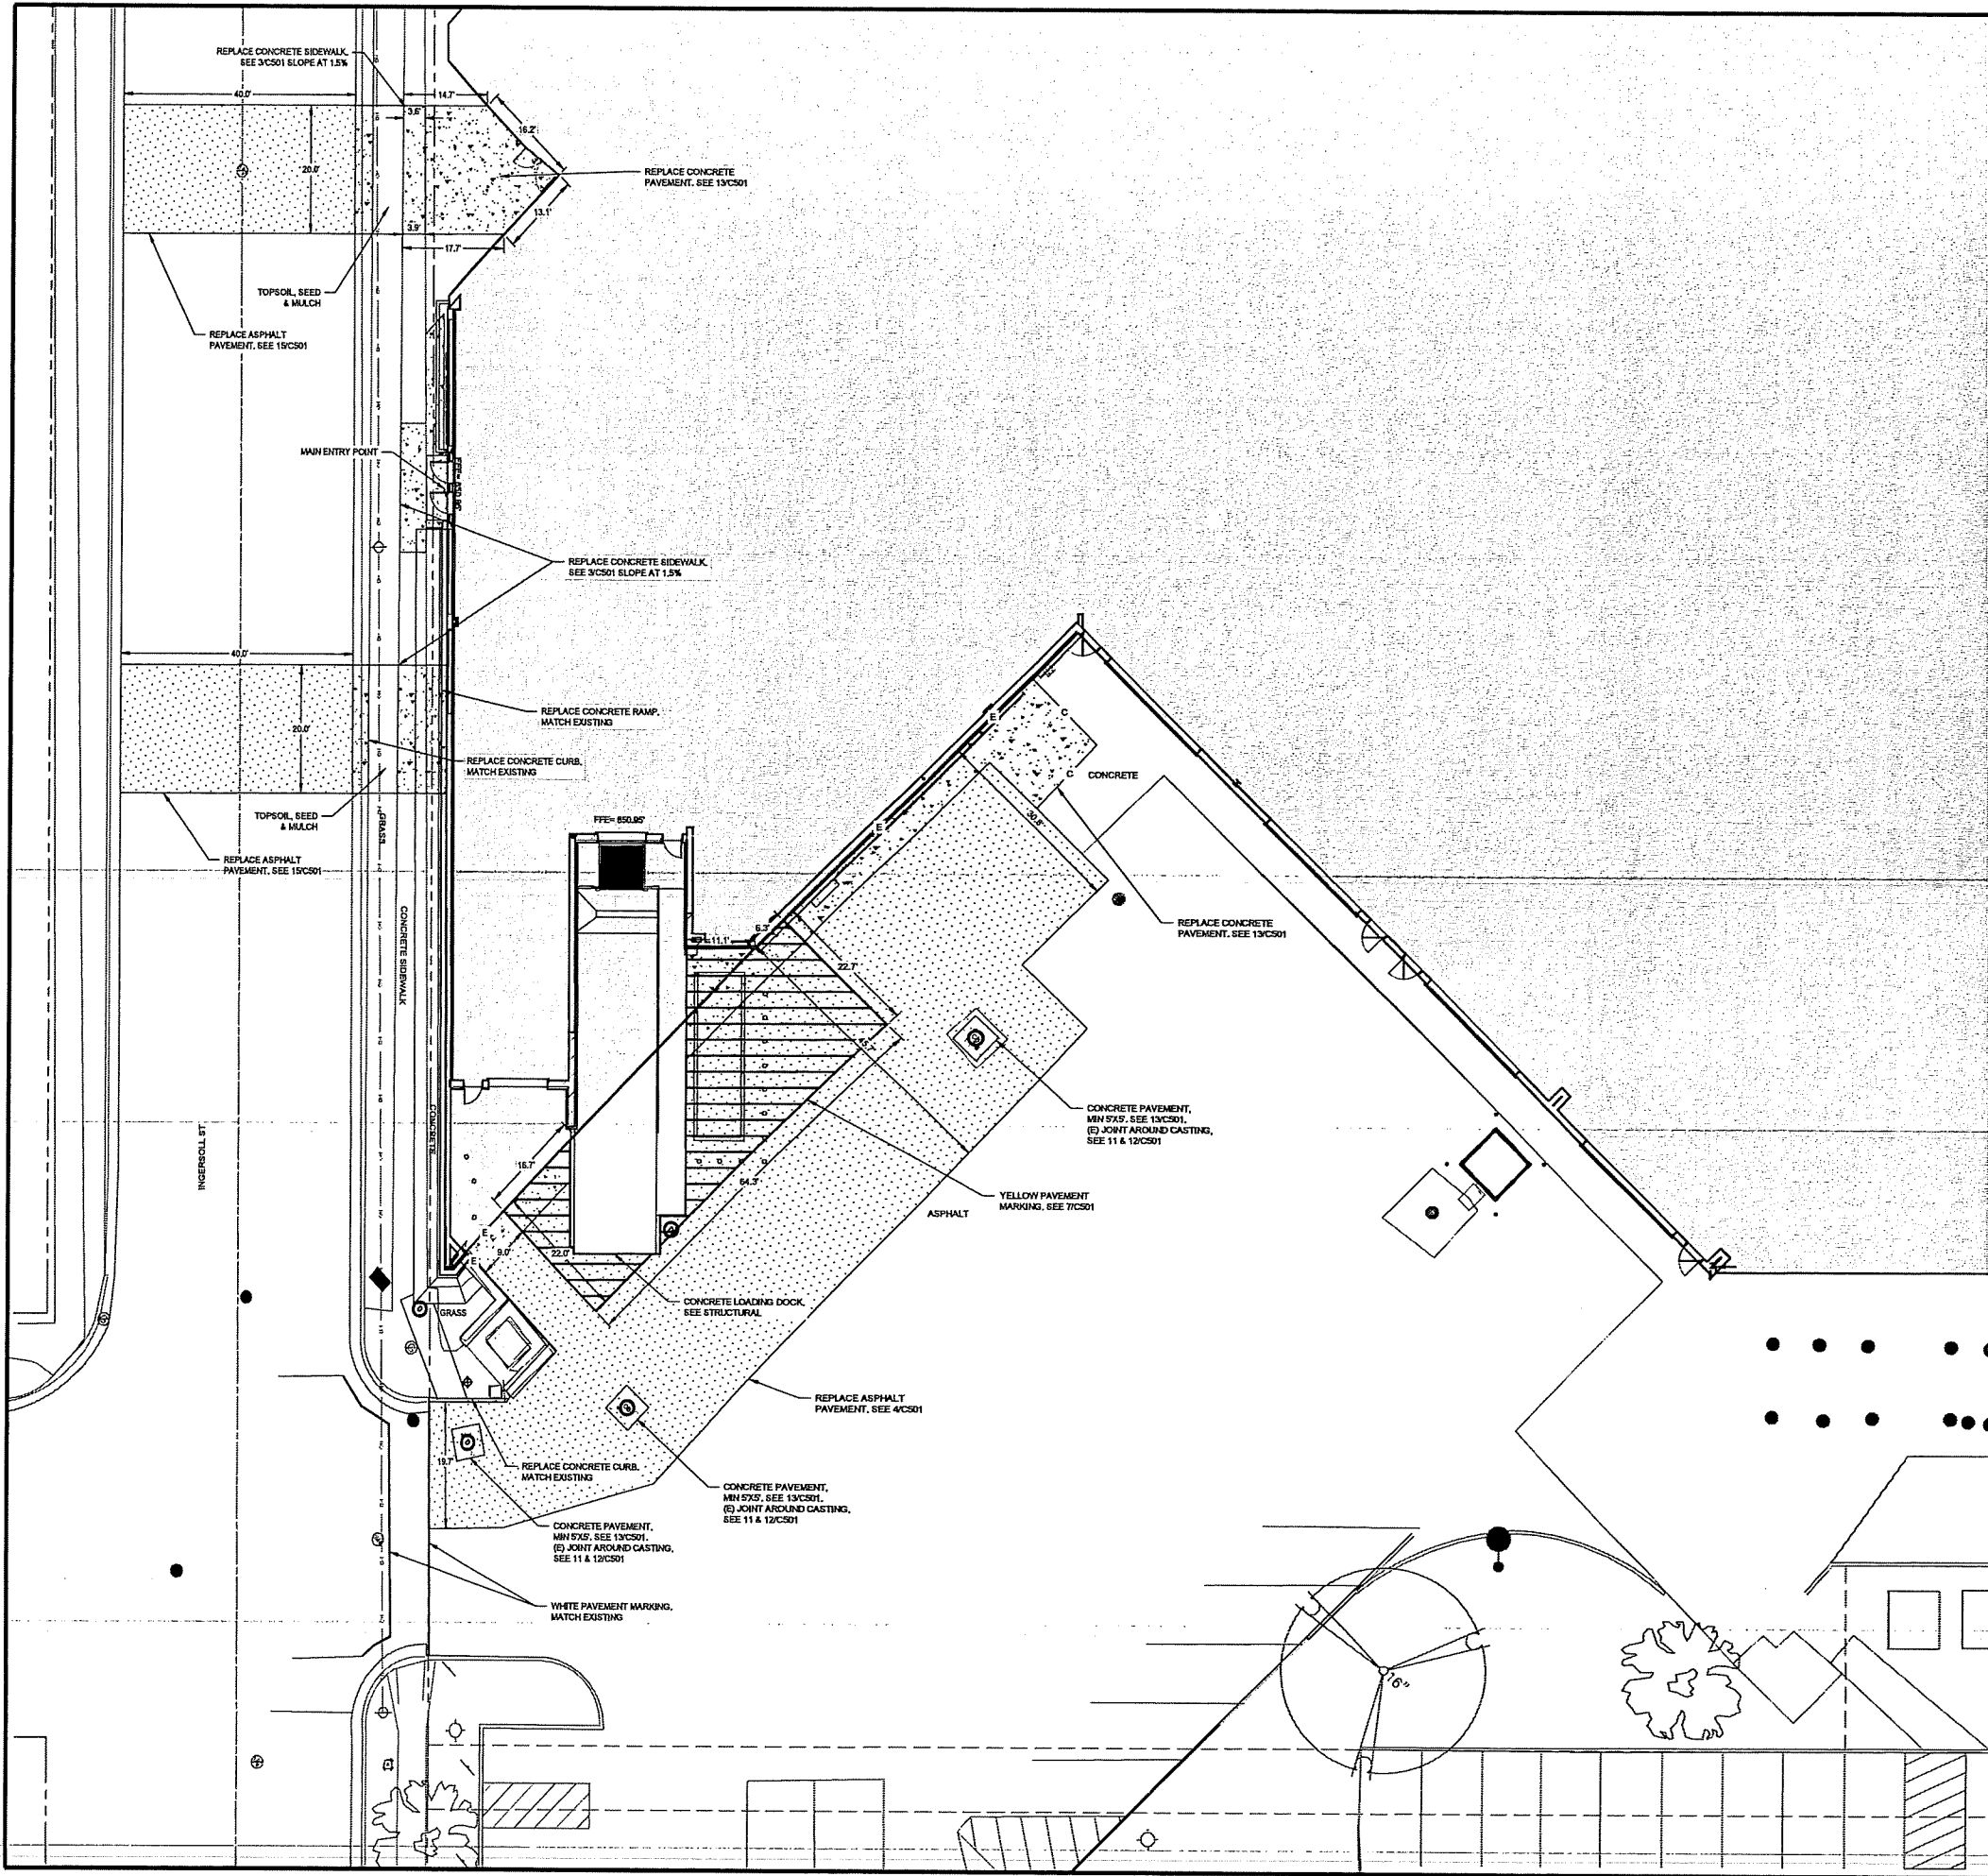 REPLACE CONCRETE SIDEWALK.
SEE 3/C501 SLOPE AT 1.5%
40.0'
14.7'
3.6'
16.2'
20.0'
REPLACE CONCRETE
PAVEMENT. SEE 13/C501
13.1'
3.9'
17.7'
TOPSOIL, SEED
& MULCH
REPLACE ASPHALT
PAVEMENT. SEE 15/C501
MAIN ENTRY POINT
REPLACE CONCRETE SIDEWALK.
SEE 3/C501 SLOPE AT 1.5%
40.0'
20.0'
REPLACE CONCRETE RAMP.
MATCH EXISTING
REPLACE CONCRETE CURB.
MATCH EXISTING
TOPSOIL, SEED
& MULCH
GRASS
REPLACE ASPHALT
PAVEMENT. SEE 15/C501
FFE= 850.95'
E
C
C
CONCRETE
E
CONCRETE SIDEWALK
CONCRETE
INGERSOLL ST
REPLACE CONCRETE
PAVEMENT. SEE 13/C501
11.1'
6.3'
22.7'
CONCRETE PAVEMENT,
MIN 5'X5'. SEE 13/C501.
(E) JOINT AROUND CASTING,
SEE 11 & 12/C501
16.7'
64.3'
YELLOW PAVEMENT
MARKING. SEE 7/C501
ASPHALT
E
E
9.0'
22.0'
CONCRETE LOADING DOCK.
SEE STRUCTURAL
GRASS
REPLACE ASPHALT
PAVEMENT. SEE 4/C501
19.7'
REPLACE CONCRETE CURB.
MATCH EXISTING
CONCRETE PAVEMENT,
MIN 5'X5'. SEE 13/C501.
(E) JOINT AROUND CASTING,
SEE 11 & 12/C501
CONCRETE PAVEMENT,
MIN 5'X5'. SEE 13/C501.
(E) JOINT AROUND CASTING,
SEE 11 & 12/C501
WHITE PAVEMENT MARKING.
MATCH EXISTING
16"